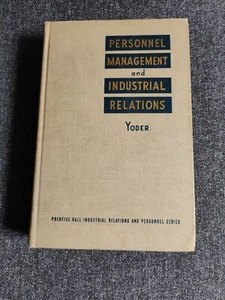 PERSONNEL
MANAGEMENT
and
INDUSTRIAL
RELATIONS
YODER
PRENTICE HALL INDUSTRIAL RELATIONS AND PERSONNEL SERIES